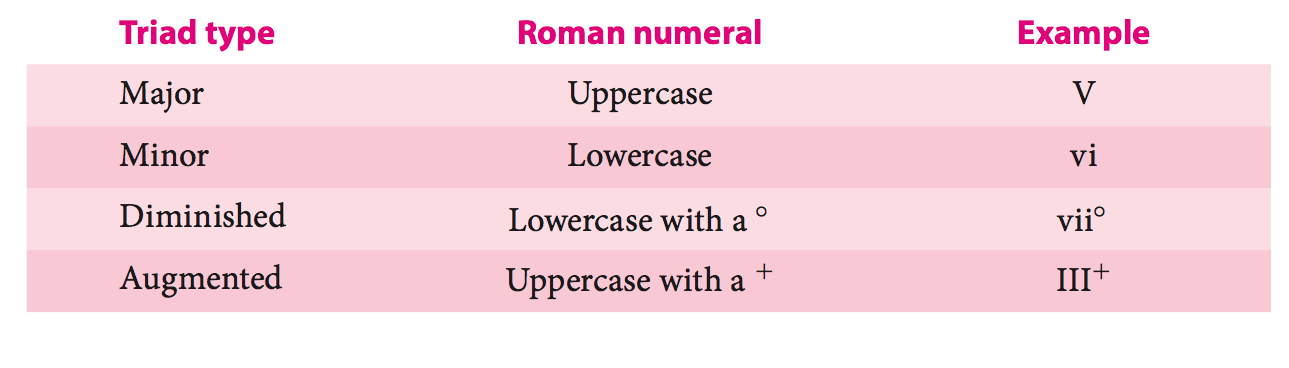 Triad type Roman numeral Example
Major Uppercase V
Minor Lowercase vi
Diminished Lowercase with a ° vii°
Augmented Uppercase with a + III+